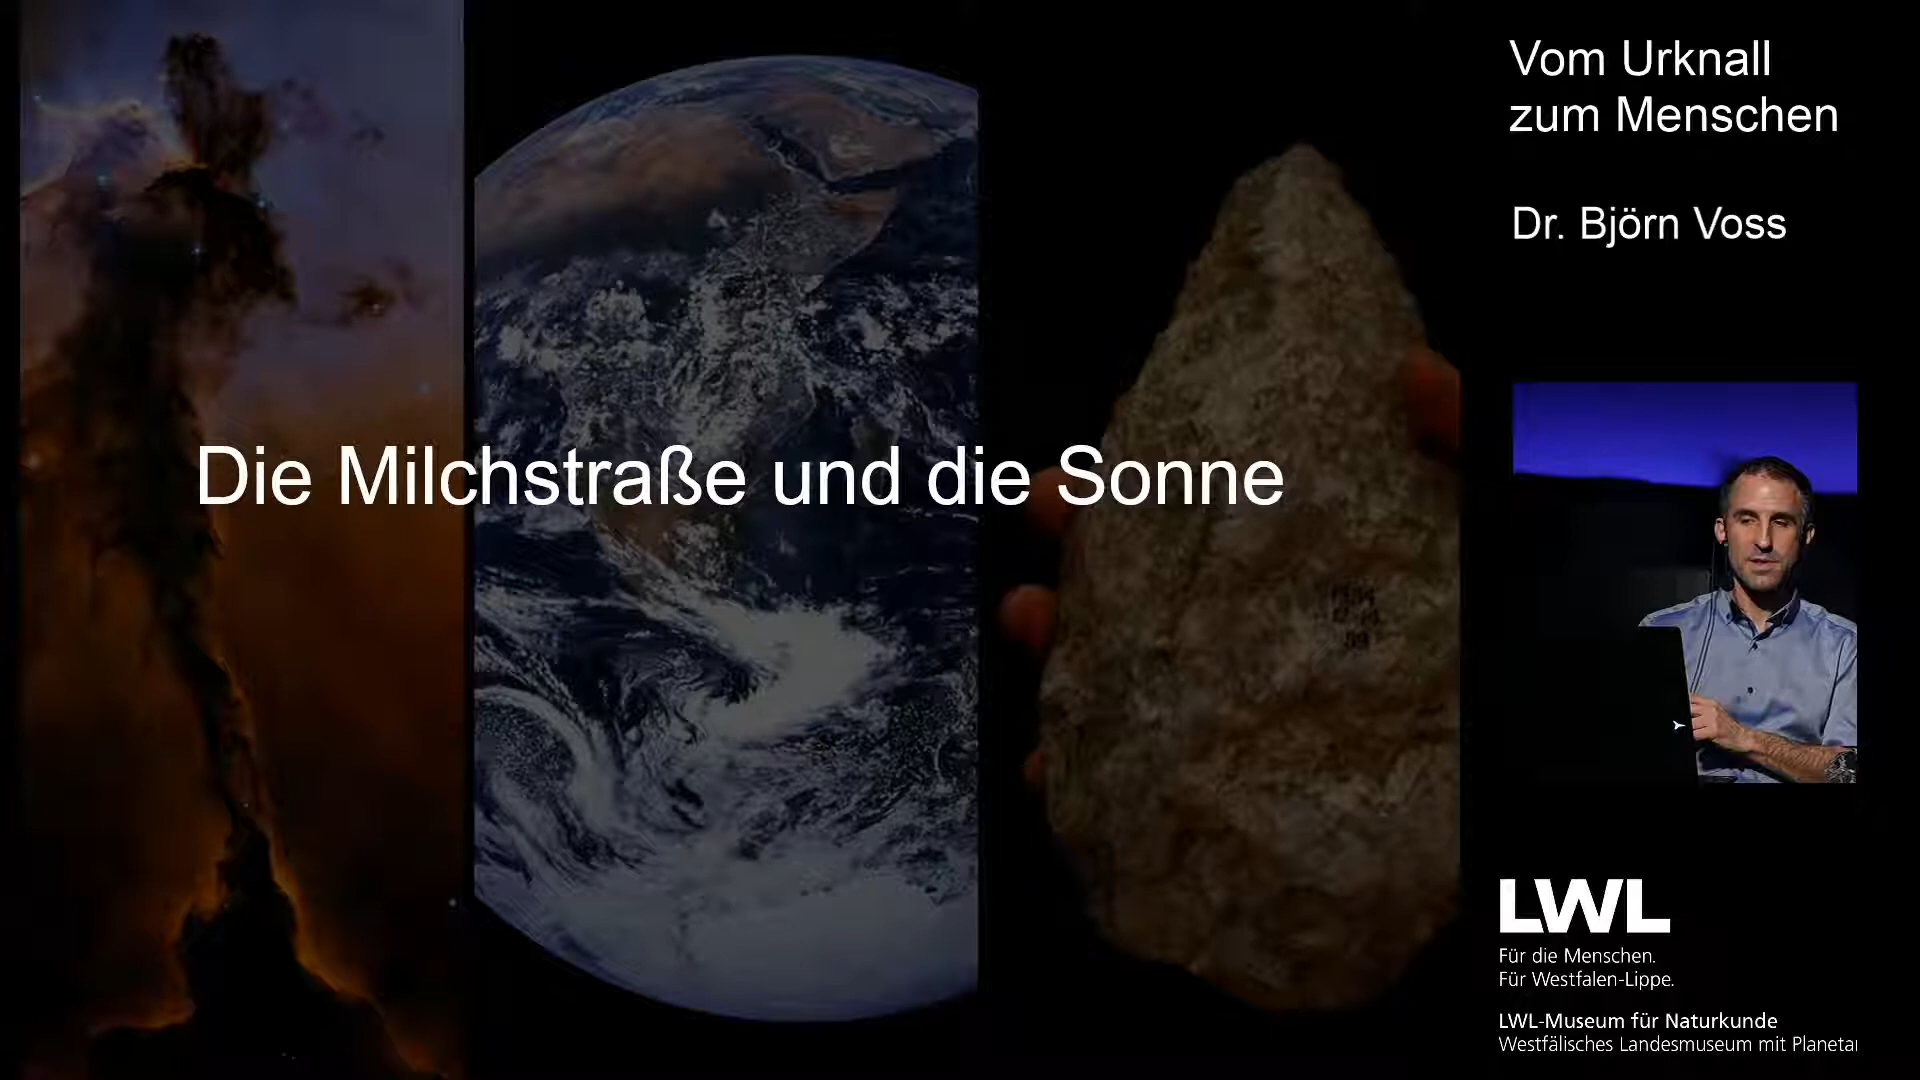 Die Milchstraße und die Sonne
Vom Urknall
zum Menschen
Dr. Björn Voss
LWL
Für die Menschen.
Für Westfalen-Lippe.
LWL-Museum für Naturkunde
Westfälisches Landesmuseum mit Planeta